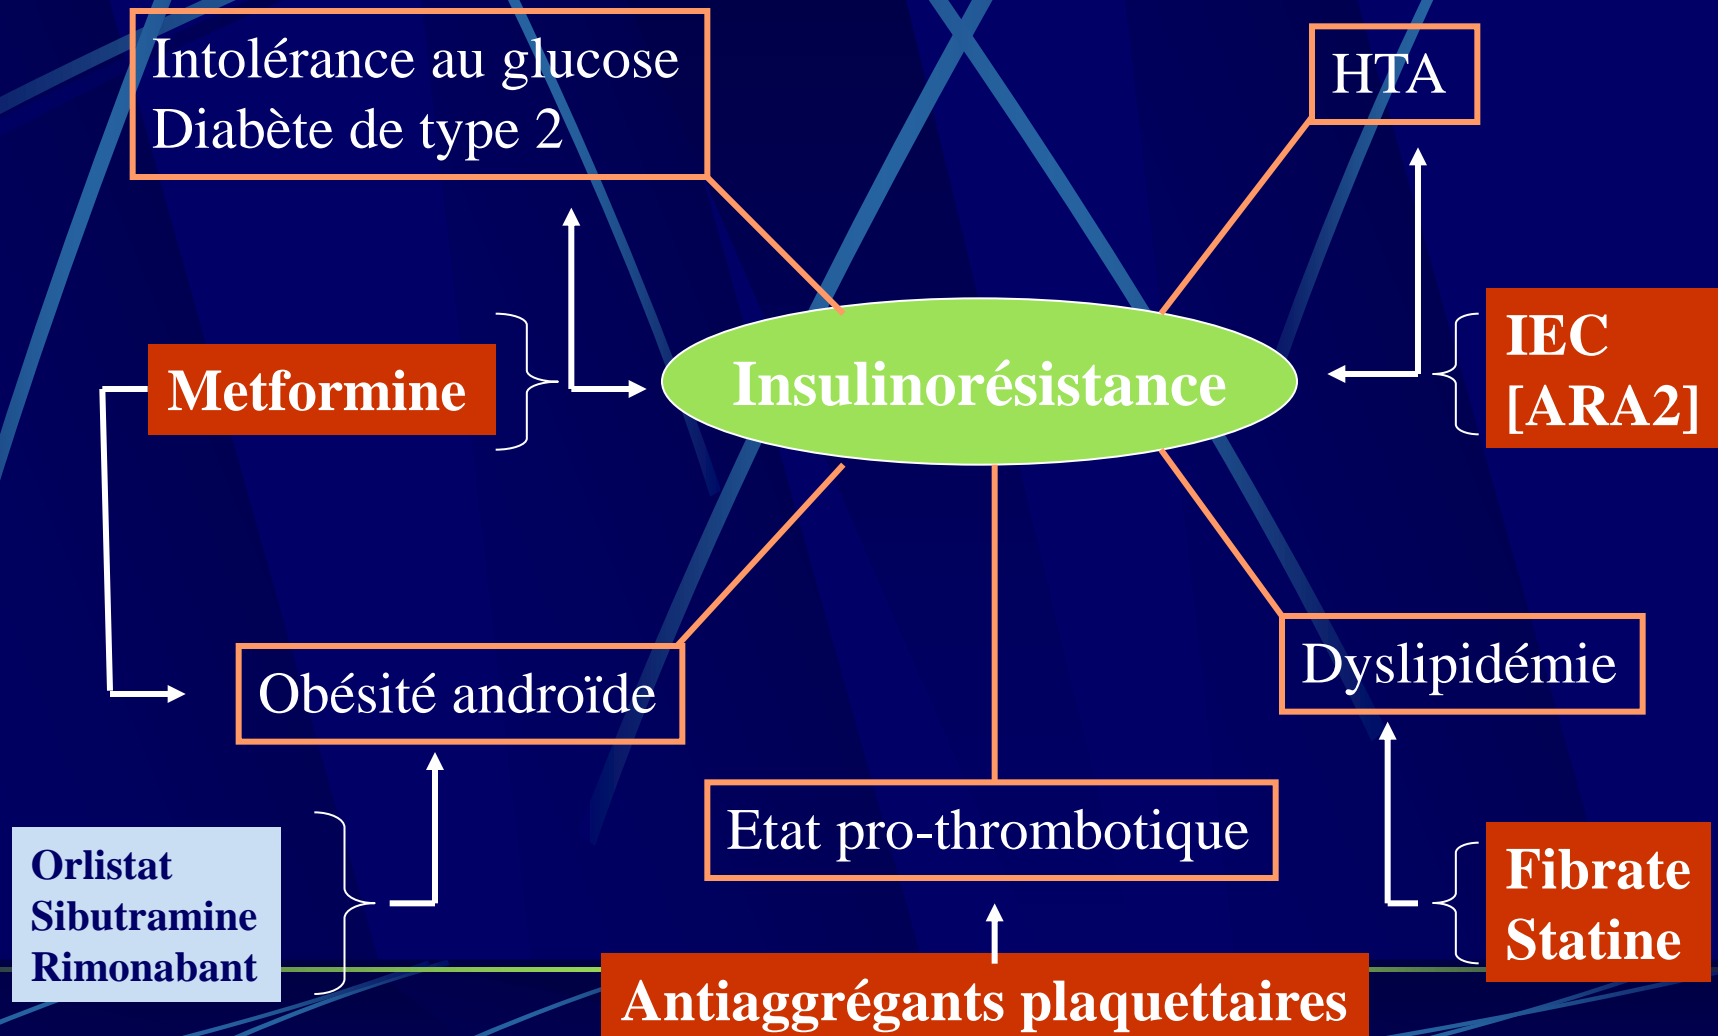 Intolérance au glucose
Diabète de type 2
HTA
Metformine
Insulinorésistance
IEC
[ARA2]
Obésité androïde
Dyslipidémie
Etat pro-thrombotique
Orlistat
Sibutramine
Rimonabant
Fibrate
Statine
Antiaggrégants plaquettaires